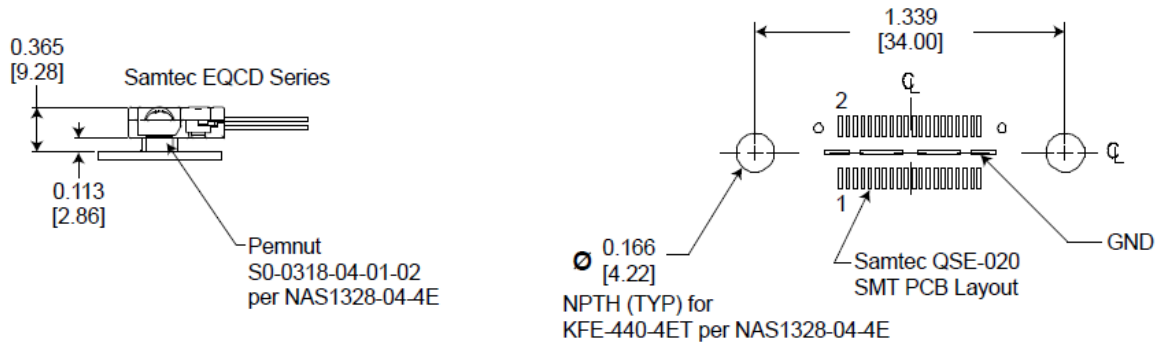 0.365
[9.28]
Samtec EQCD Series
0.113
[2.86]
Pemnut
S0-0318-04-01-02
per NAS1328-04-4E
1.339
[34.00]
℄
2
℄
1
GND
Ø 0.166
[4.22]
NPTH (TYP) for
KFE-440-4ET per NAS1328-04-4E
Samtec QSE-020
SMT PCB Layout